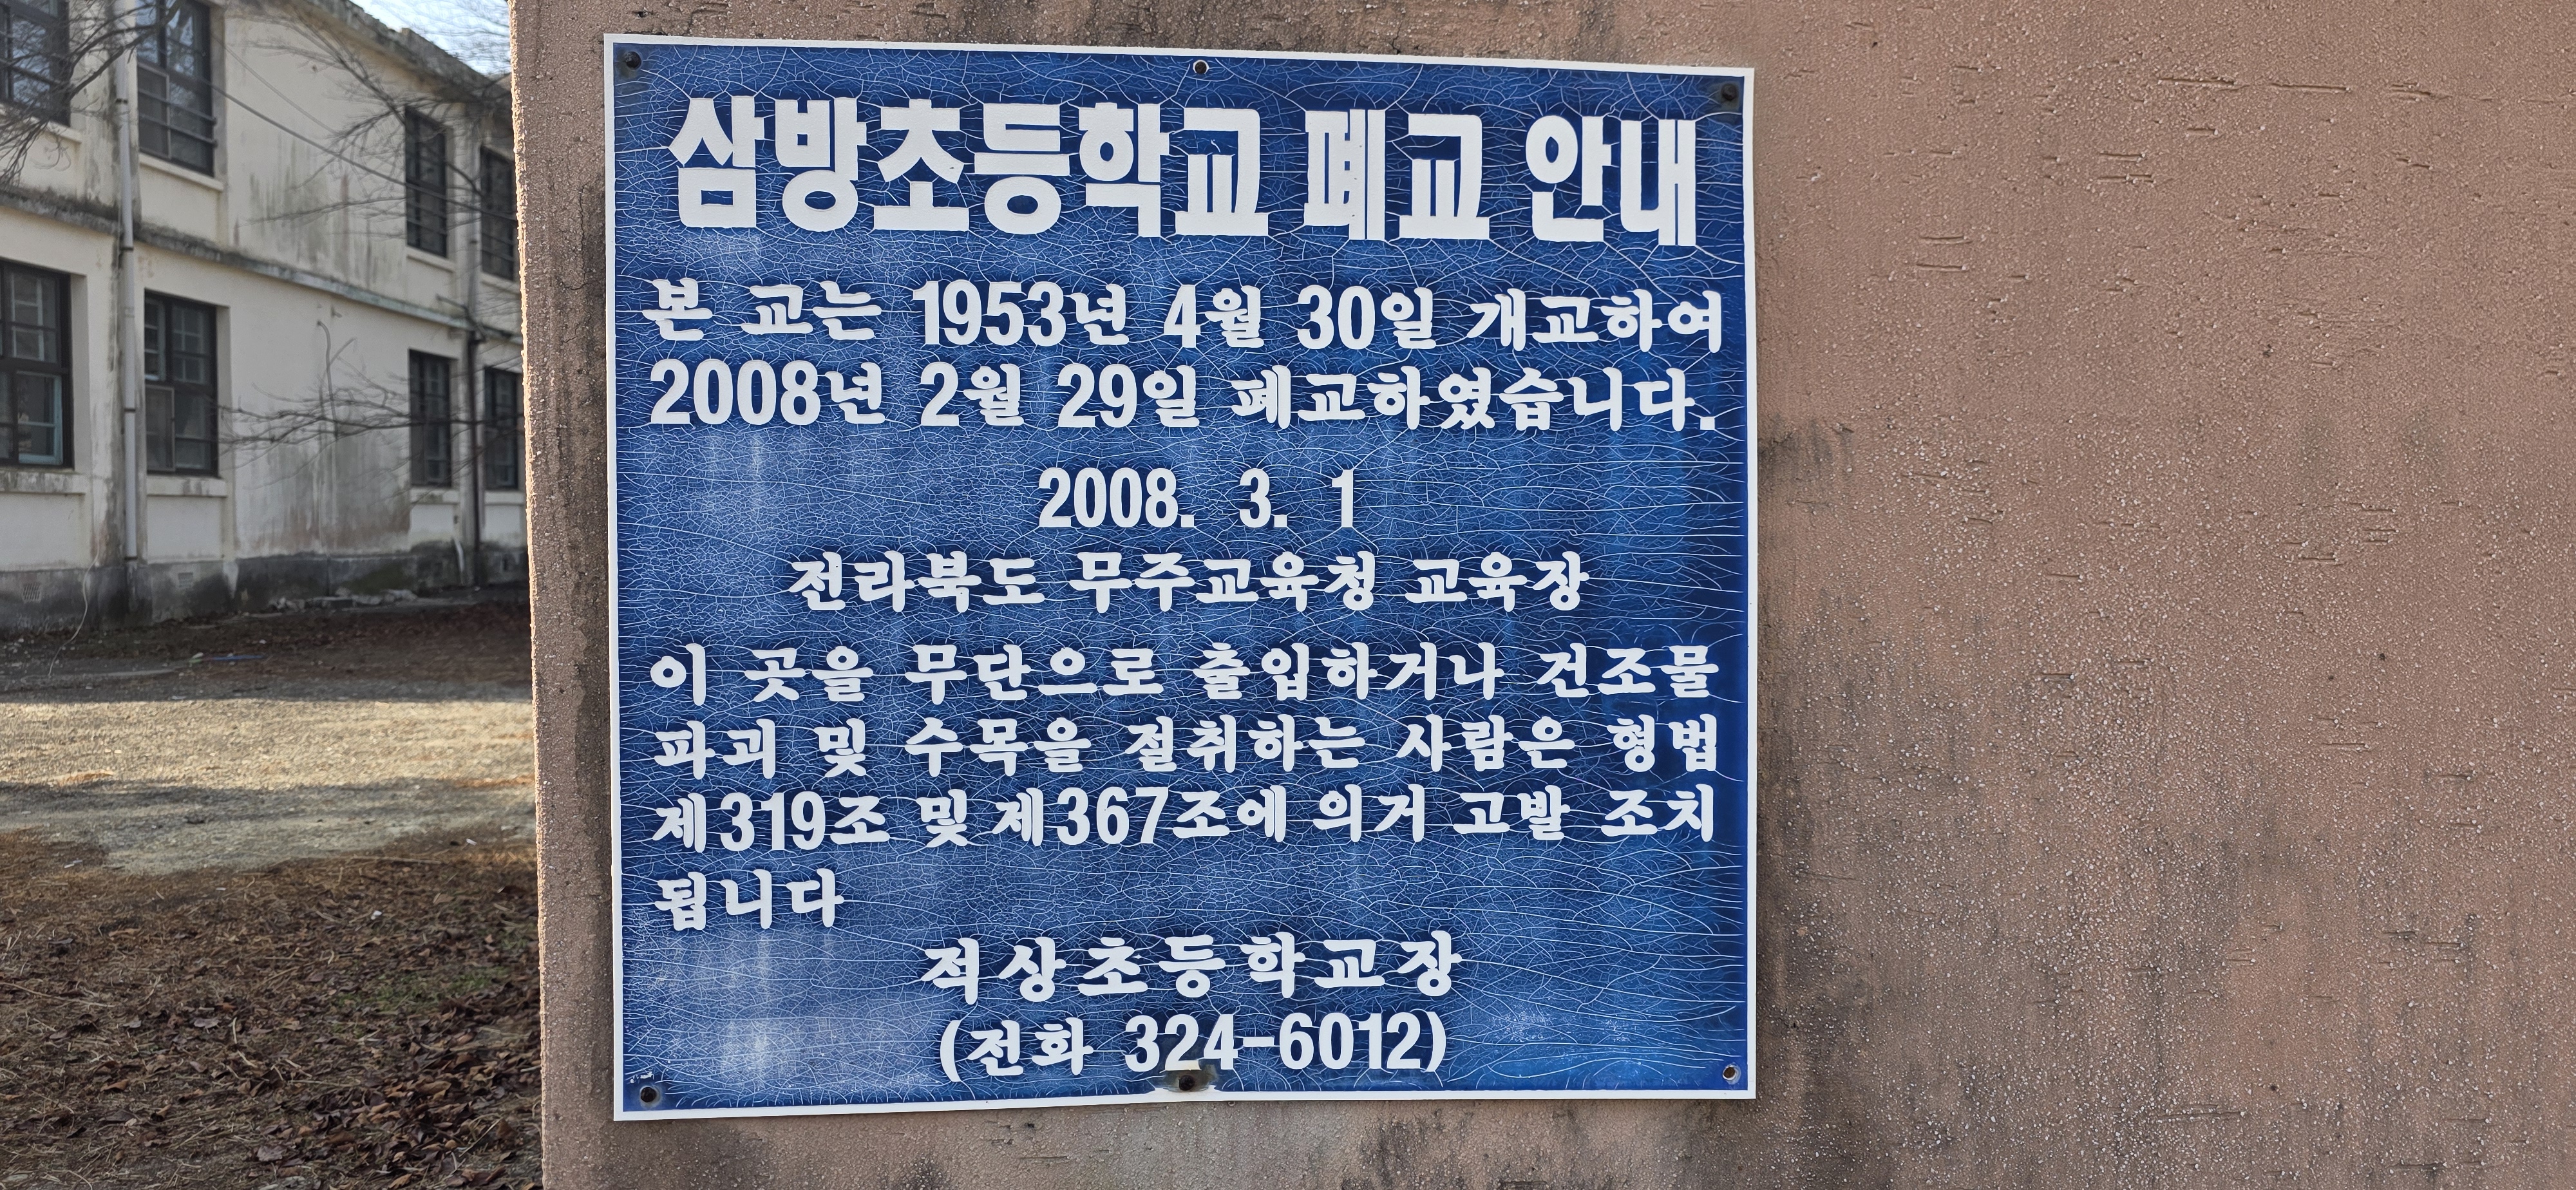 삼방초등학교 폐교 안내
본 교는 1953년 4월 30일 개교하여
2008년 2월 29일 폐교하였습니다.
2008. 3. 1
전라북도 무주교육청 교육장
이 곳을 무단으로 출입하거나 건조물
파괴 및 수목을 절취하는 사람은 형법
제319조 및 제367조에 의거 고발 조치
됩니다
적상초등학교장
(전화 324-6012)